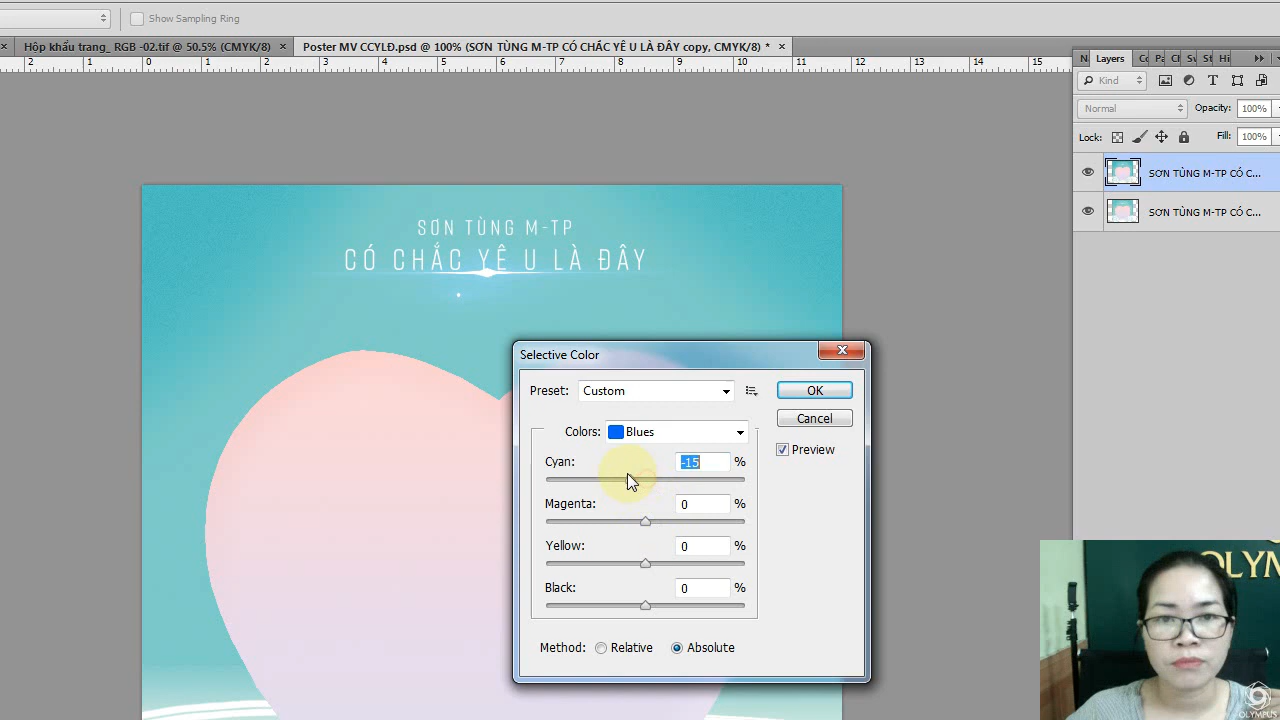 Show Sampling Ring
Hộp khẩu trang_ RGB -02.tif @ 50.5% (CMYK/8)
Poster MV CCYLĐ.psd @ 100% (SƠN TÙNG M-TP CÓ CHẮC YÊ U LÀ ĐÂY copy, CMYK/8) *
2 1 0 1 2 3 4 5 6 7 8 9 10 11 12 13 14 15
Layers
Kind
Normal
Opacity: 100%
Lock:
Fill: 100%
SƠN TÙNG M-TP CÓ C...
SƠN TÙNG M-TP CÓ C...
SƠN TÙNG M-TP
CÓ CHẮC YÊ U LÀ ĐÂY
Selective Color
Preset: Custom
OK
Cancel
Preview
Colors: Blues
Cyan: -15 %
Magenta: 0 %
Yellow: 0 %
Black: 0 %
Method: Relative Absolute
OLYMPUS